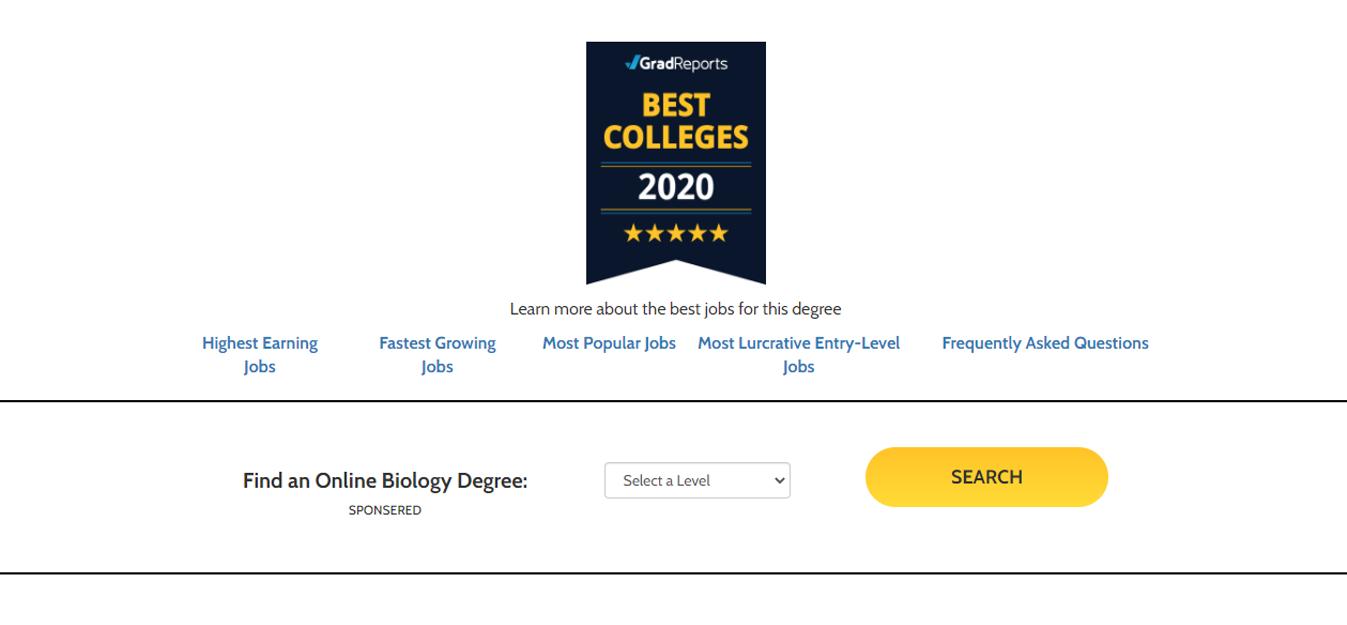 GradReports
BEST
COLLEGES
2020
Learn more about the best jobs for this degree
Highest Earning Jobs
Fastest Growing Jobs
Most Popular Jobs
Most Lurcrative Entry-Level Jobs
Frequently Asked Questions
Find an Online Biology Degree:
SPONSERED
Select a Level
SEARCH